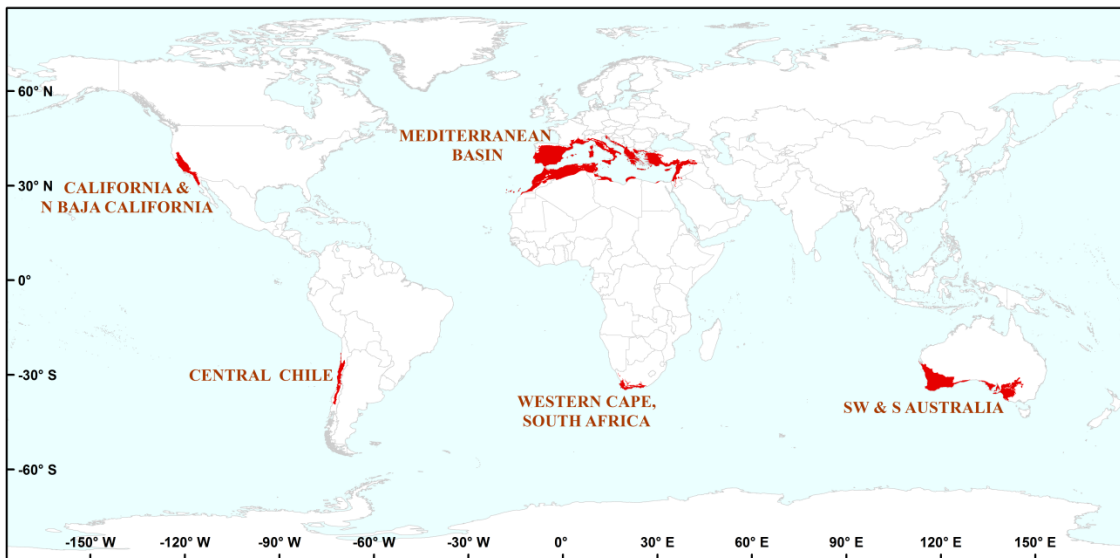 60° N
MEDITERRANEAN
BASIN
30° N
CALIFORNIA &
N BAJA CALIFORNIA
0°
-30° S
CENTRAL CHILE
WESTERN CAPE,
SOUTH AFRICA
SW & S AUSTRALIA
-60° S
-150° W -120° W -90° W -60° W -30° W 0° 30° E 60° E 90° E 120° E 150° E